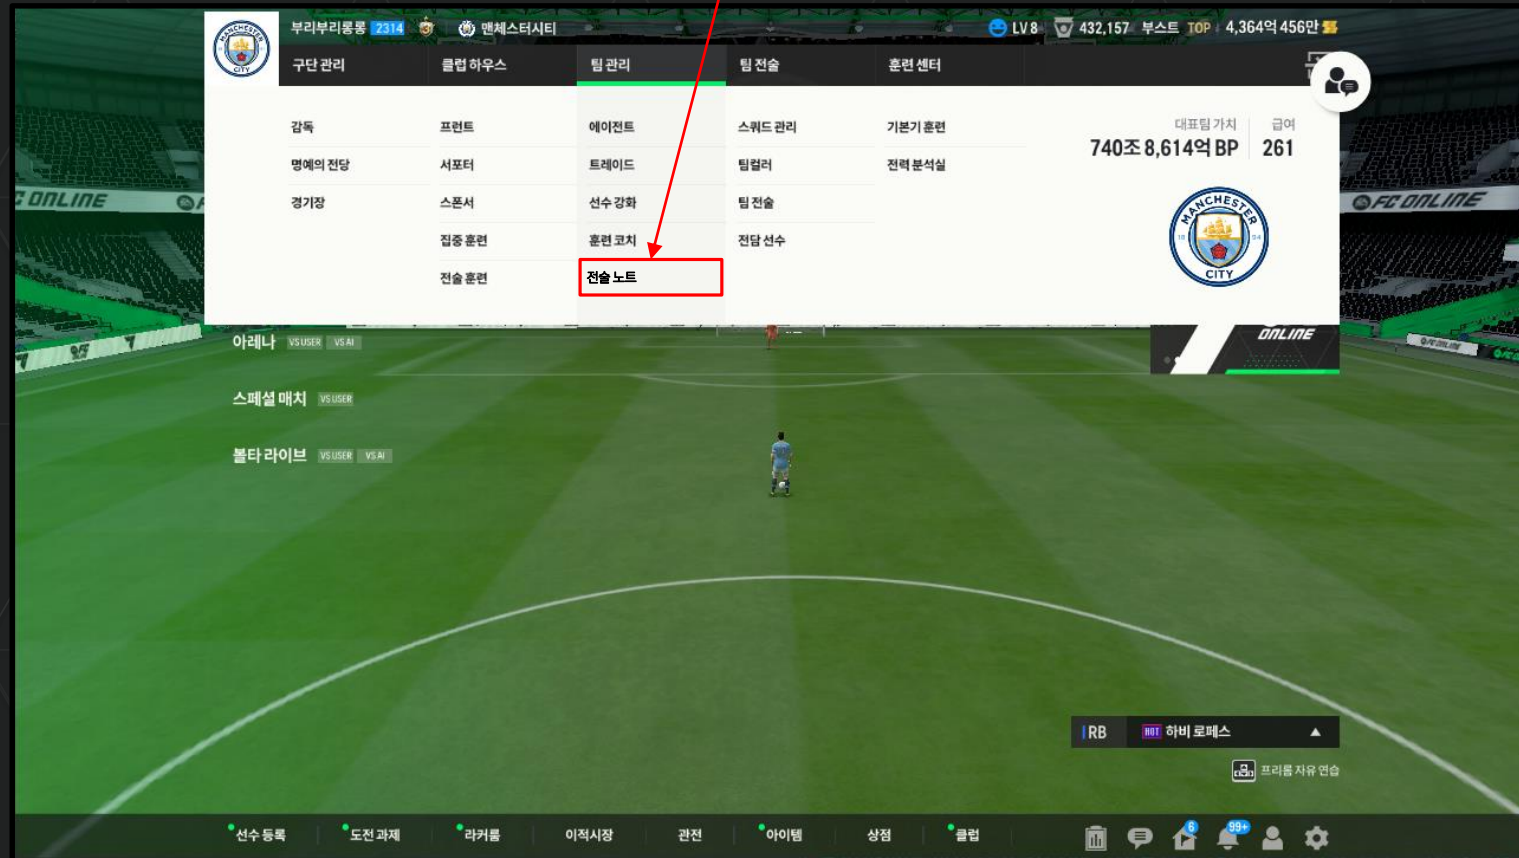 부리부리롱롱 2314 맨체스터시티 LV 8 432,157 부스트 TOP 4,364억 456만
구단 관리 클럽 하우스 팀 관리 팀 전술 훈련 센터
감독 프런트 에이전트 스쿼드 관리 기본기 훈련 대표팀 가치 급여
명예의 전당 서포터 트레이드 팀컬러 전력 분석실 740조 8,614억 BP 261
경기장 스폰서 선수 강화 팀 전술
집중 훈련 훈련 코치 전담 선수
전술 훈련 전술 노트
MANCHESTER
18 94
CITY
FC ONLINE
ONLINE
아레나 VS USER VS AI
스페셜 매치 VS USER
볼타 라이브 VS USER VS AI
RB HOT 하비 로페스
프리롬 자유 연습
선수 등록 도전 과제 라커룸 이적시장 관전 아이템 상점 클럽 6 99+